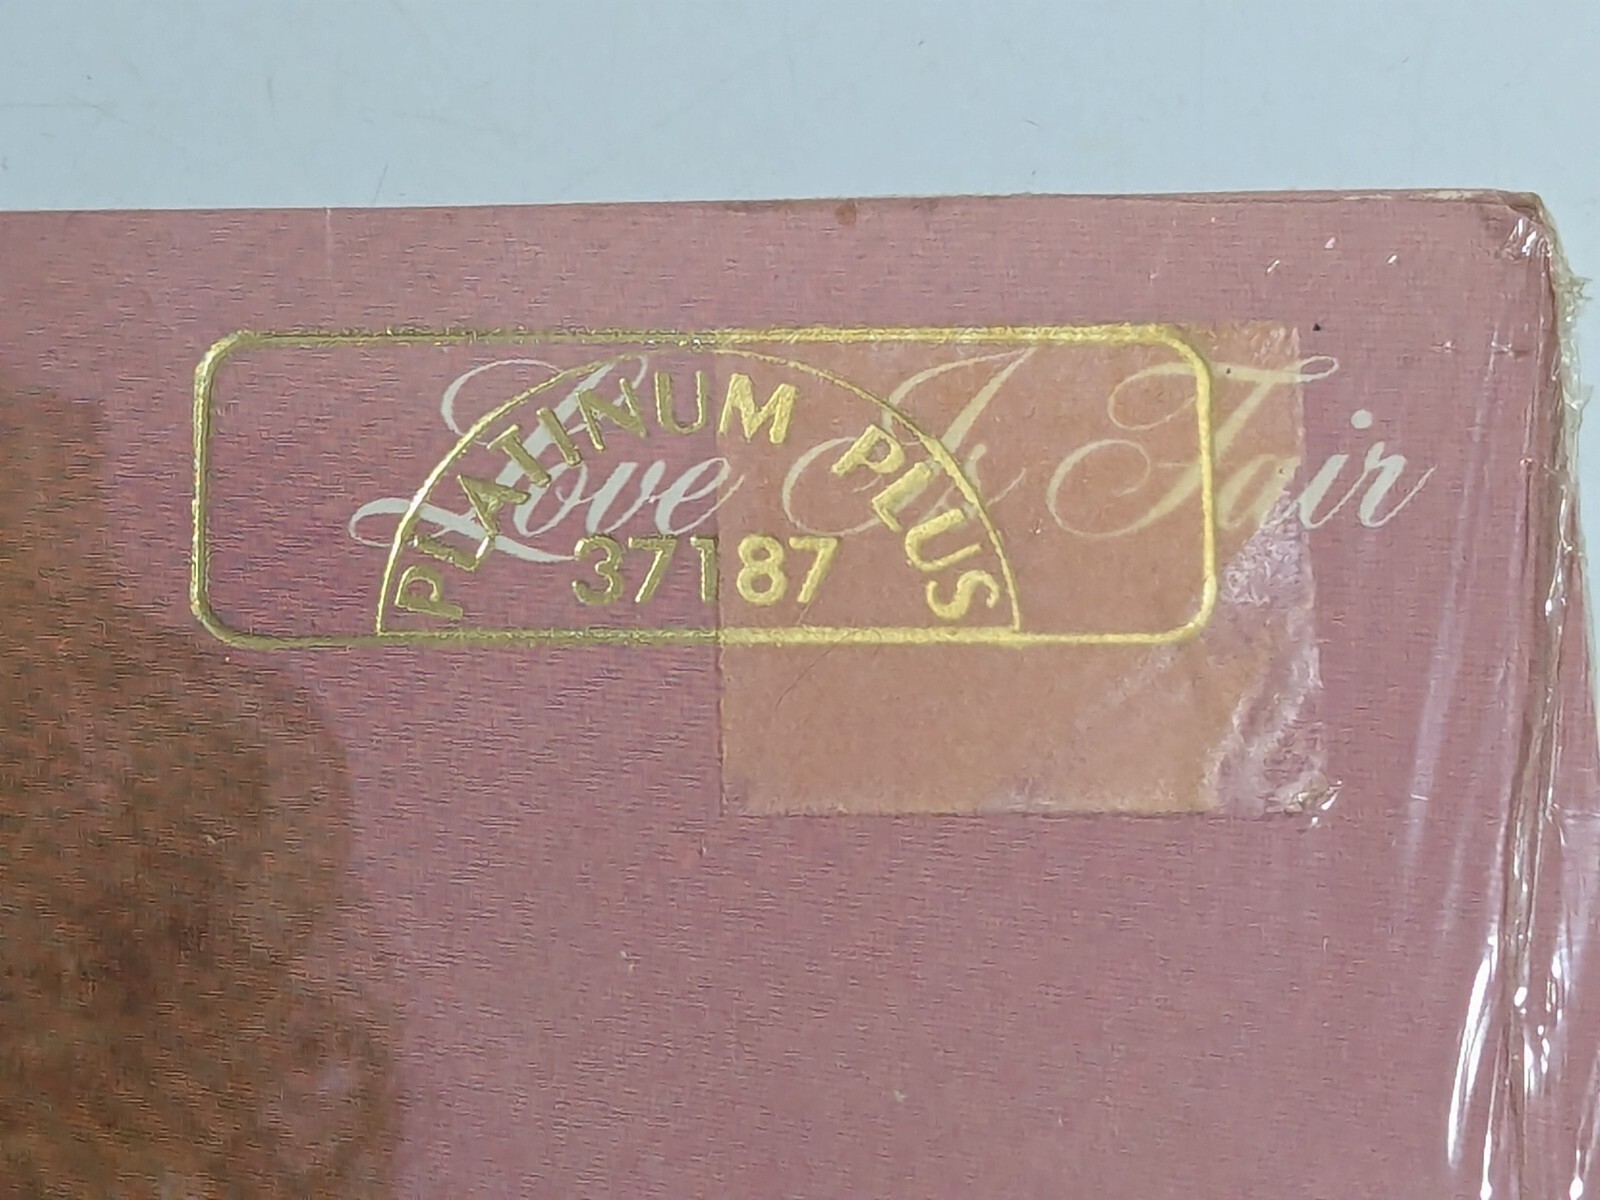 Love Is Fair
PLATINUM PLUS
37187